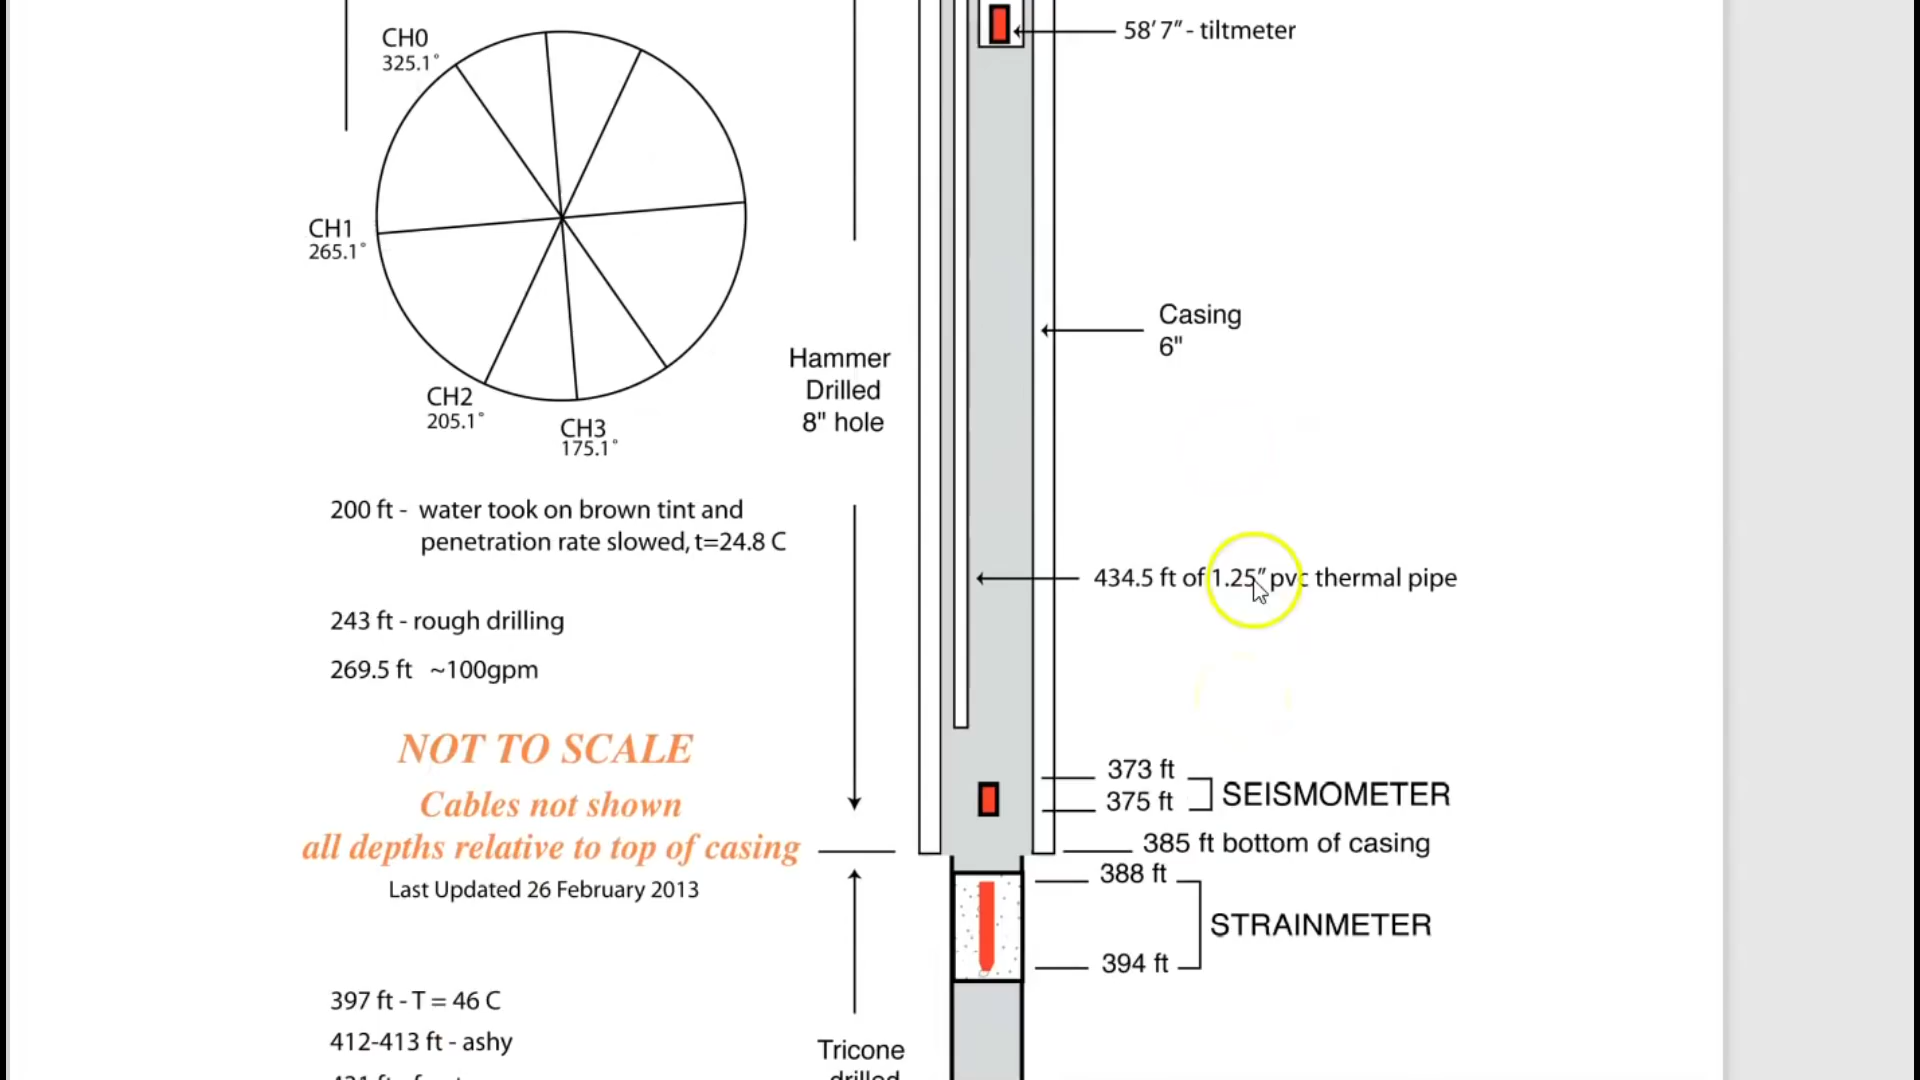 CH0
325.1°
CH1
265.1°
CH2
205.1°
CH3
175.1°
58' 7" - tiltmeter
Hammer
Drilled
8" hole
Casing
6"
200 ft - water took on brown tint and
penetration rate slowed, t=24.8 C
434.5 ft of 1.25" pvc thermal pipe
243 ft - rough drilling
269.5 ft ~100gpm
NOT TO SCALE
Cables not shown
all depths relative to top of casing
Last Updated 26 February 2013
373 ft
375 ft
SEISMOMETER
385 ft bottom of casing
388 ft
STRAINMETER
394 ft
397 ft - T = 46 C
412-413 ft - ashy
Tricone
drilled